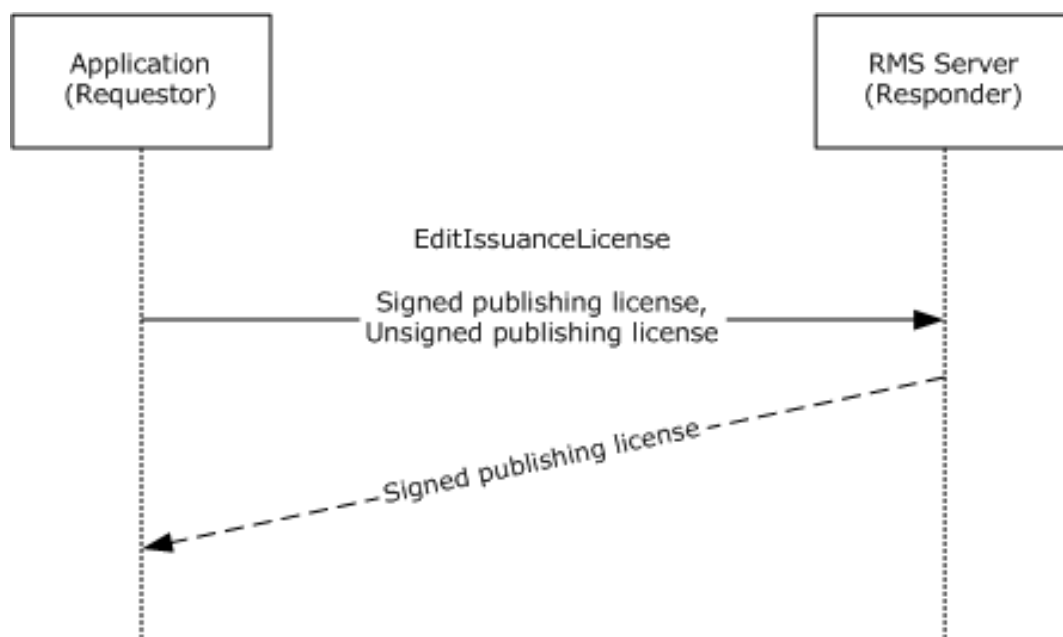 Application
(Requestor)
RMS Server
(Responder)
EditIssuanceLicense
Signed publishing license,
Unsigned publishing license
Signed publishing license